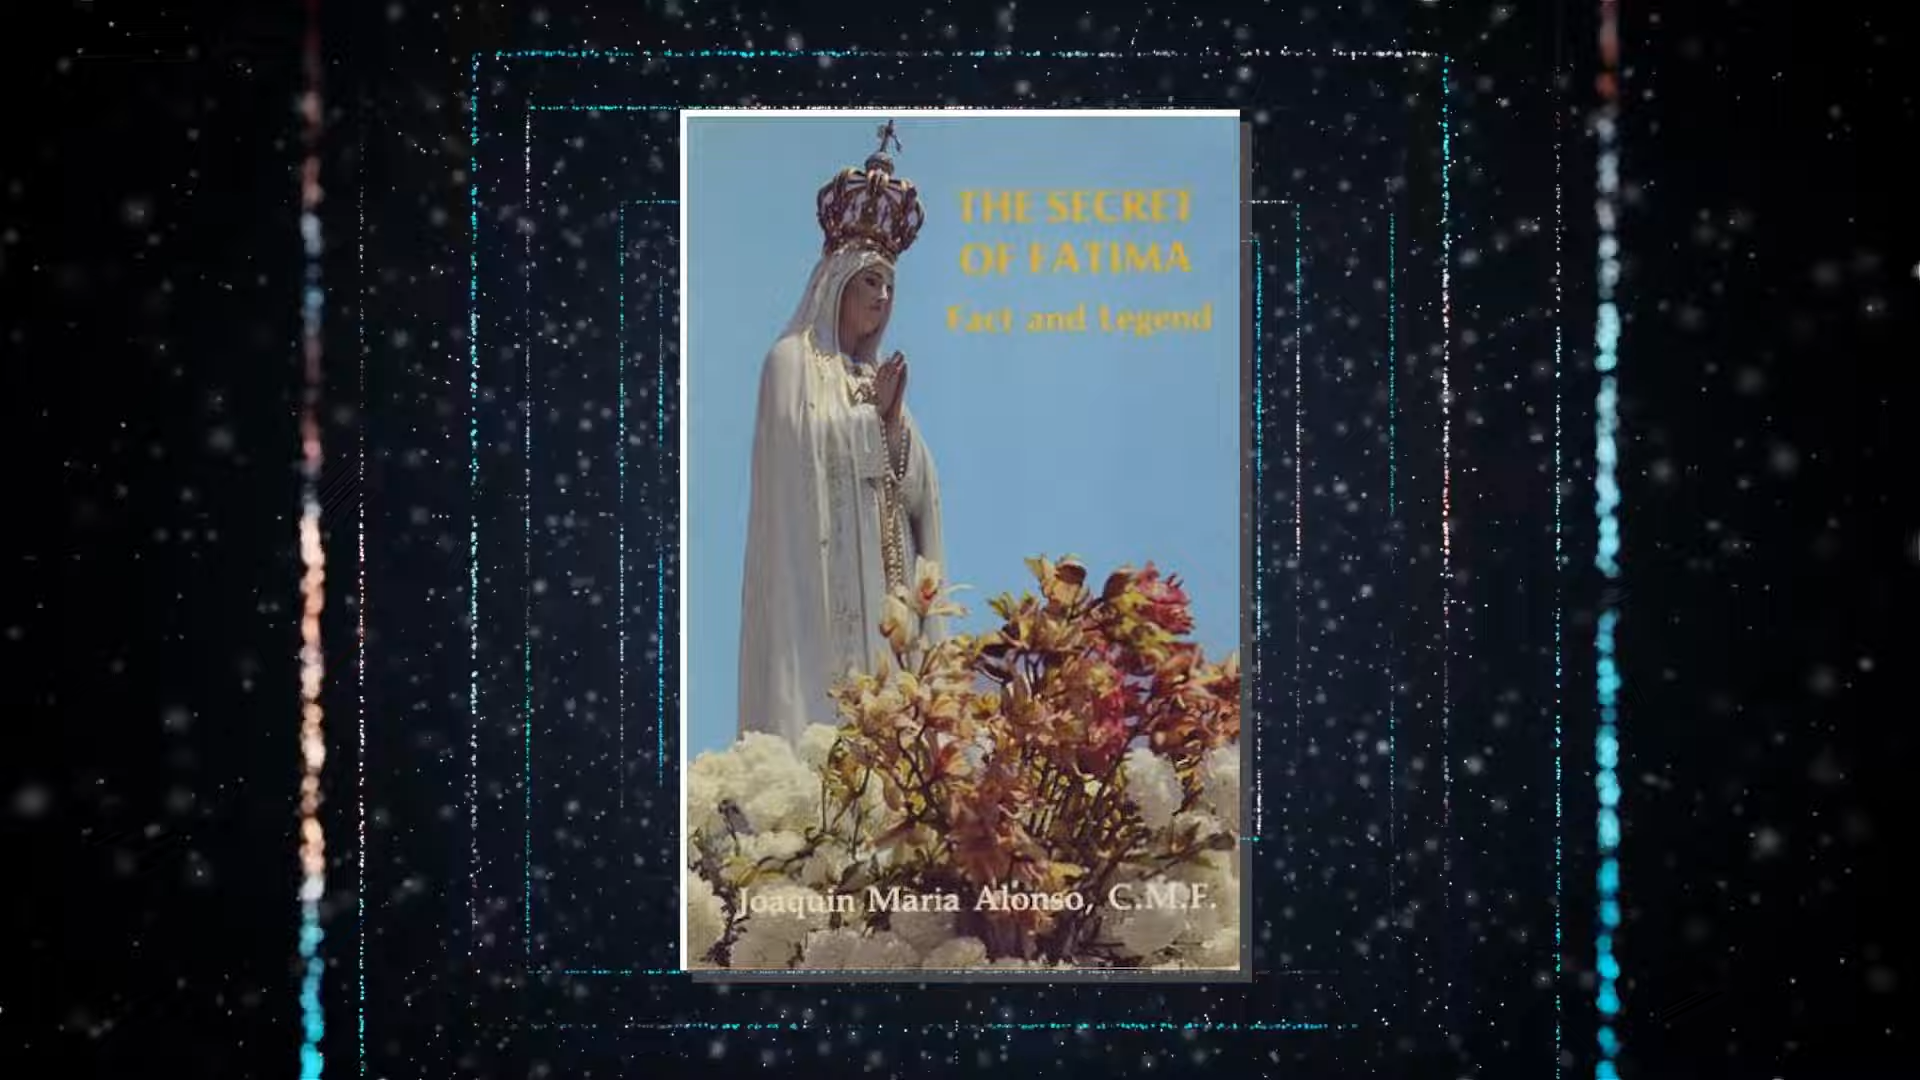 THE SECRET
OF FATIMA
Fact and Legend
Joaquin Maria Alonso, C.M.F.